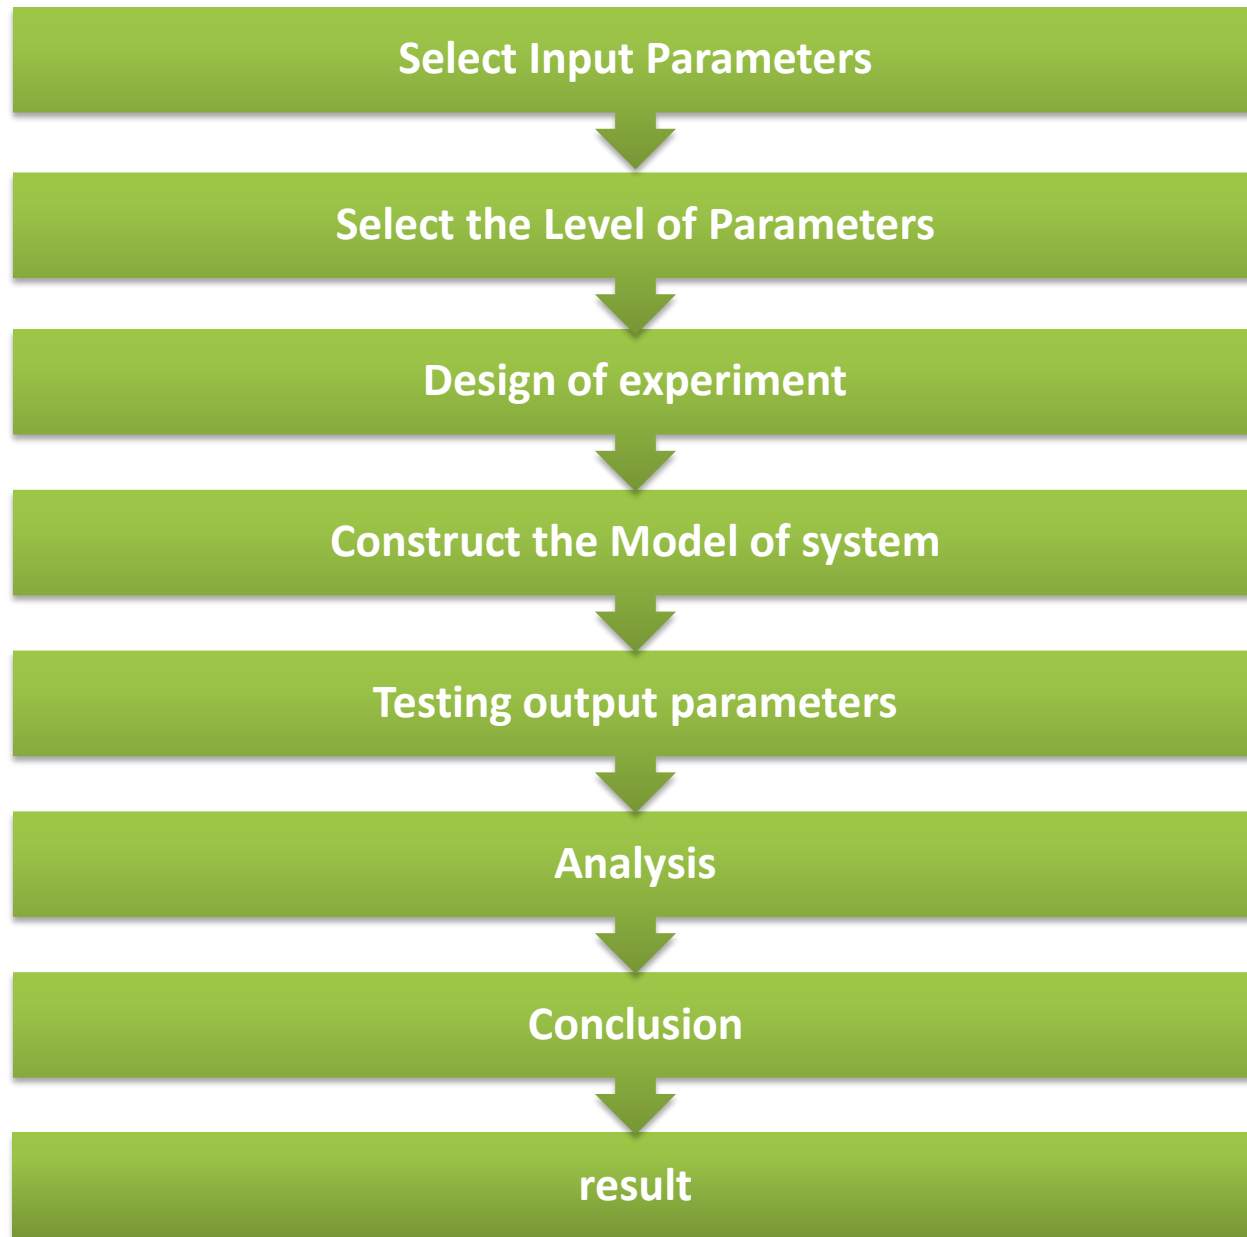 Select Input Parameters
Select the Level of Parameters
Design of experiment
Construct the Model of system
Testing output parameters
Analysis
Conclusion
result